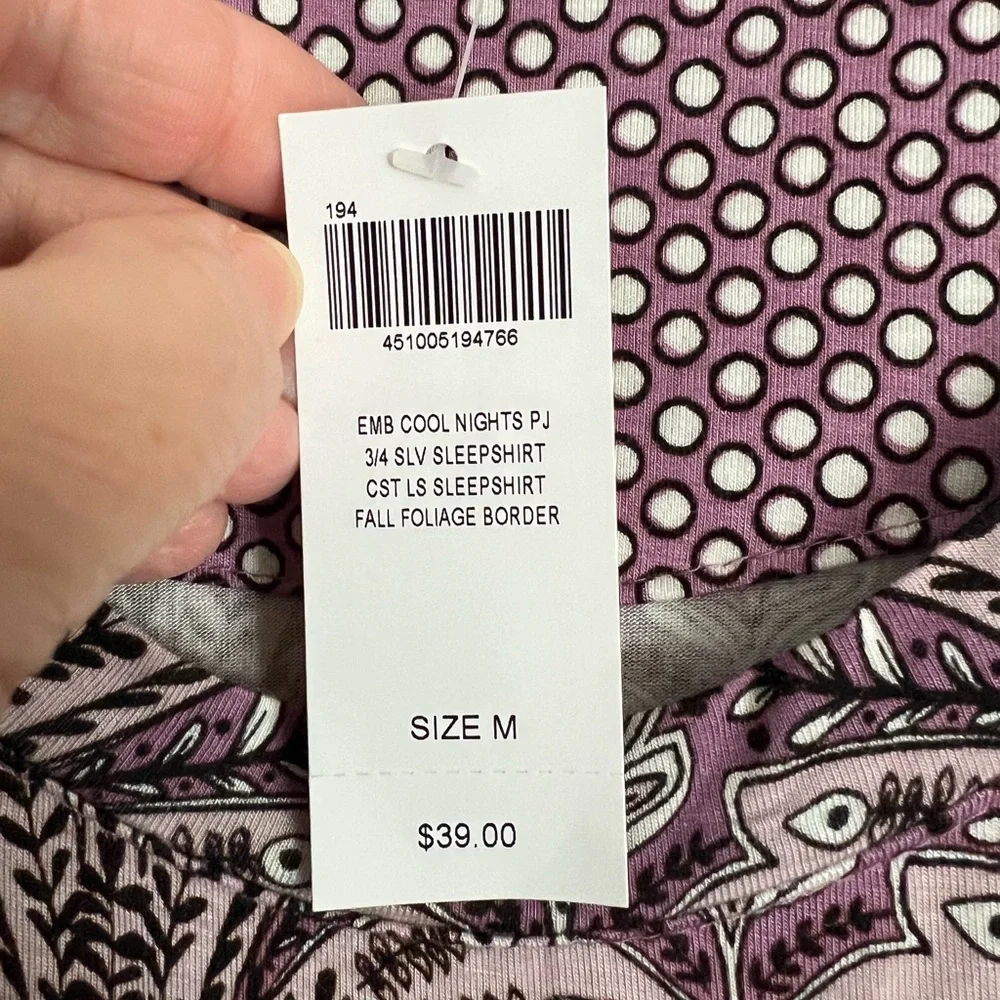 194
451005194766
EMB COOL NIGHTS PJ
3/4 SLV SLEEPSHIRT
CST LS SLEEPSHIRT
FALL FOLIAGE BORDER
SIZE M
$39.00